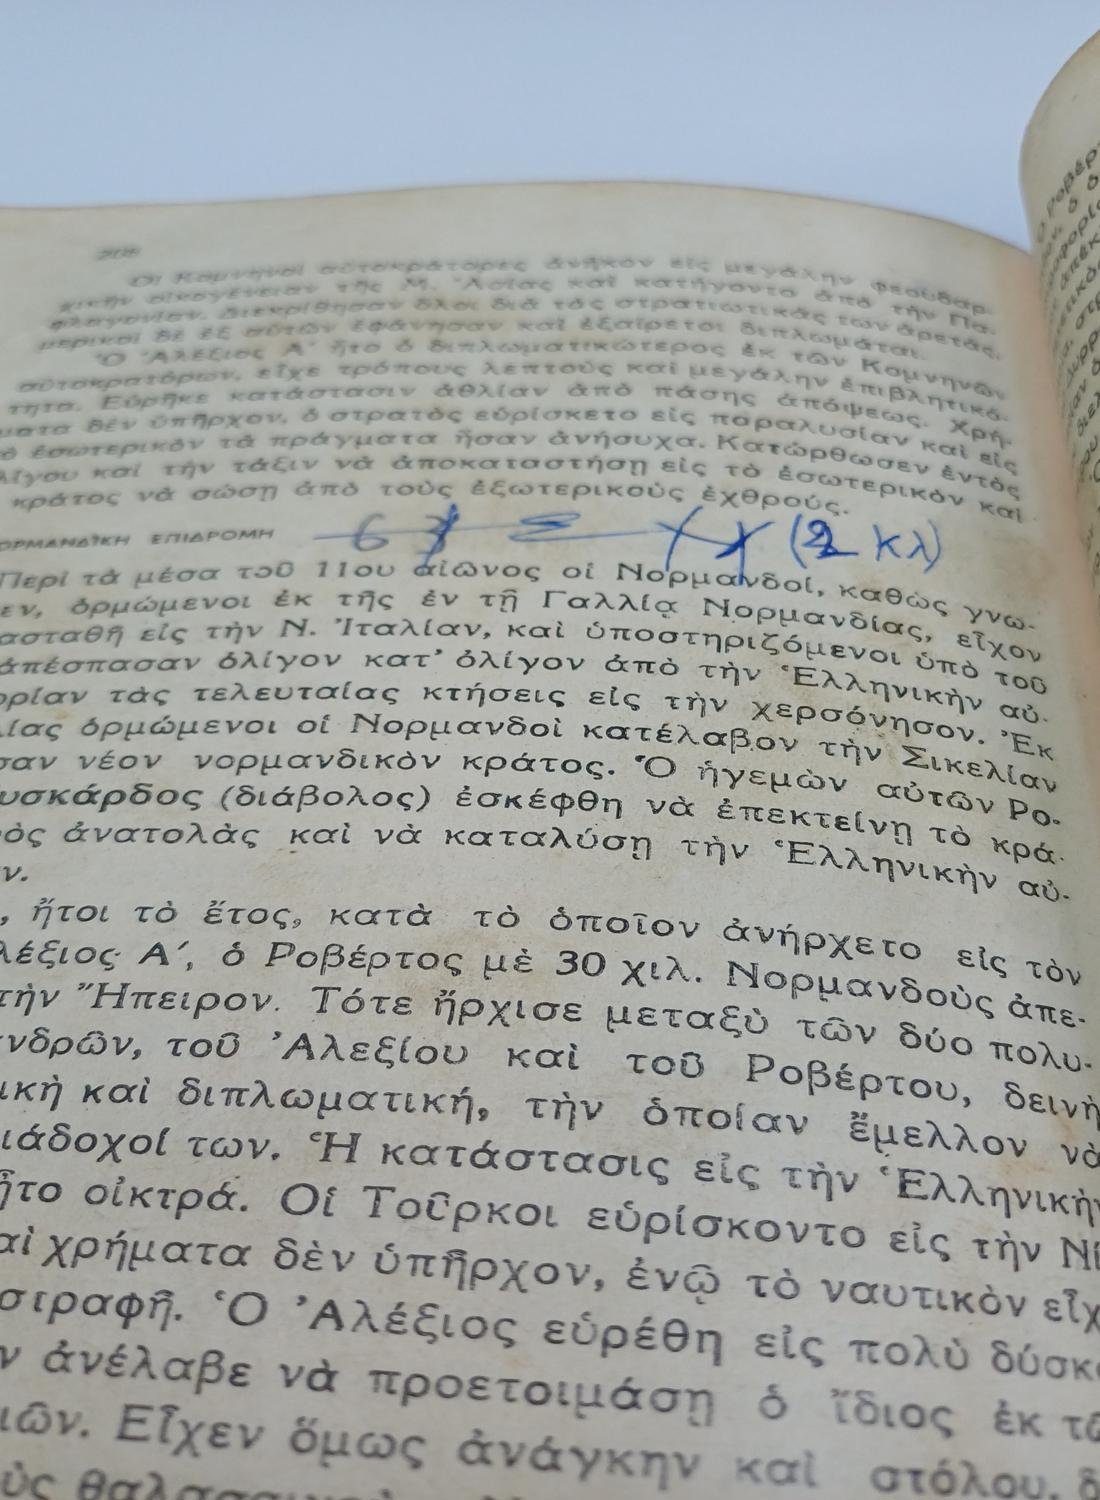 208
Οἱ Κομνηνοὶ αὐτοκράτορες ἀνῆκον εἰς μεγάλην φεουδαρ-
χικὴν οἰκογένειαν τῆς Μ. Ἀσίας καὶ κατήγοντο ἀπὸ τὴν Πα-
φλαγονίαν. Διεκρίθησαν ὅλοι διὰ τὰς στρατιωτικάς των ἀρετάς,
μερικοὶ δὲ ἐξ αὐτῶν ἐφάνησαν καὶ ἐξαίρετοι διπλωμάται.
Ὁ Ἀλέξιος Α΄ ἦτο ὁ διπλωματικώτερος ἐκ τῶν Κομνηνῶν
αὐτοκρατόρων, εἶχε τρόπους λεπτοὺς καὶ μεγάλην ἐπιβλητικό-
τητα. Εὑρῆκε κατάστασιν ἀθλίαν ἀπὸ πάσης ἀπόψεως. Χρή-
ματα δὲν ὑπῆρχον, ὁ στρατὸς εὑρίσκετο εἰς παραλυσίαν καὶ εἰς
ὸ ἐσωτερικὸν τὰ πράγματα ἦσαν ἀνήσυχα. Κατώρθωσεν ἐντὸς
λίγου καὶ τὴν τάξιν νὰ ἀποκαταστήσῃ εἰς τὸ ἐσωτερικὸν καὶ
κράτος νὰ σώσῃ ἀπὸ τοὺς ἐξωτερικοὺς ἐχθρούς.
ΟΡΜΑΝΔΙΚΗ ΕΠΙΔΡΟΜΗ
(2 κλ)
Περὶ τὰ μέσα τοῦ 11ου αἰῶνος οἱ Νορμανδοί, καθὼς γνω-
εν, ὁρμώμενοι ἐκ τῆς ἐν τῇ Γαλλίᾳ Νορμανδίας, εἶχον
ασταθῆ εἰς τὴν Ν. Ἰταλίαν, καὶ ὑποστηριζόμενοι ὑπὸ τοῦ
ἀπέσπασαν ὀλίγον κατ' ὀλίγον ἀπὸ τὴν Ἑλληνικὴν αὐ-
ορίαν τὰς τελευταίας κτήσεις εἰς τὴν χερσόνησον. Ἐκ
λίας ὁρμώμενοι οἱ Νορμανδοὶ κατέλαβον τὴν Σικελίαν
σαν νέον νορμανδικὸν κράτος. Ὁ ἡγεμὼν αὐτῶν Ρο-
υσκάρδος (διάβολος) ἐσκέφθη νὰ ἐπεκτείνῃ τὸ κρά-
ὸς ἀνατολὰς καὶ νὰ καταλύσῃ τὴν Ἑλληνικὴν αὐ-
ν.
, ἤτοι τὸ ἔτος, κατὰ τὸ ὁποῖον ἀνήρχετο εἰς τὸν
λέξιος Α΄, ὁ Ροβέρτος μὲ 30 χιλ. Νορμανδοὺς ἀπε-
τὴν Ἤπειρον. Τότε ἤρχισε μεταξὺ τῶν δύο πολυ-
νδρῶν, τοῦ Ἀλεξίου καὶ τοῦ Ροβέρτου, δεινὴ
ικὴ καὶ διπλωματική, τὴν ὁποίαν ἔμελλον νὰ
ιάδοχοί των. Ἡ κατάστασις εἰς τὴν Ἑλληνικὴν
ἦτο οἰκτρά. Οἱ Τοῦρκοι εὑρίσκοντο εἰς τὴν Νί
αὶ χρήματα δὲν ὑπῆρχον, ἐνῷ τὸ ναυτικὸν εἶχ
στραφῆ. Ὁ Ἀλέξιος εὑρέθη εἰς πολὺ δύσκ
ν ἀνέλαβε νὰ προετοιμάσῃ ὁ ἴδιος ἐκ τῶ
ιῶν. Εἶχεν ὅμως ἀνάγκην καὶ στόλου, δ